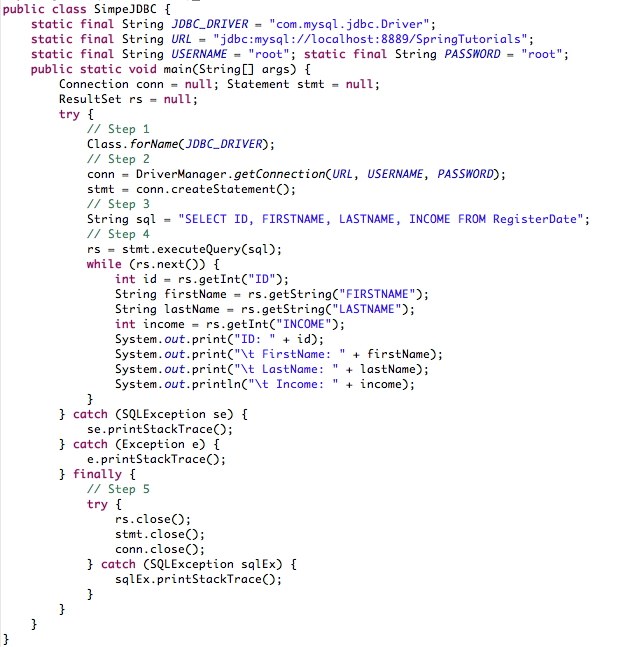 public class SimpeJDBC {
    static final String JDBC_DRIVER = "com.mysql.jdbc.Driver";
    static final String URL = "jdbc:mysql://localhost:8889/SpringTutorials";
    static final String USERNAME = "root"; static final String PASSWORD = "root";
    public static void main(String[] args) {
        Connection conn = null; Statement stmt = null;
        ResultSet rs = null;
        try {
            // Step 1
            Class.forName(JDBC_DRIVER);
            // Step 2
            conn = DriverManager.getConnection(URL, USERNAME, PASSWORD);
            stmt = conn.createStatement();
            // Step 3
            String sql = "SELECT ID, FIRSTNAME, LASTNAME, INCOME FROM RegisterDate";
            // Step 4
            rs = stmt.executeQuery(sql);
            while (rs.next()) {
                int id = rs.getInt("ID");
                String firstName = rs.getString("FIRSTNAME");
                String lastName = rs.getString("LASTNAME");
                int income = rs.getInt("INCOME");
                System.out.print("ID: " + id);
                System.out.print("\t FirstName: " + firstName);
                System.out.print("\t LastName: " + lastName);
                System.out.println("\t Income: " + income);
            }
        } catch (SQLException se) {
            se.printStackTrace();
        } catch (Exception e) {
            e.printStackTrace();
        } finally {
            // Step 5
            try {
                rs.close();
                stmt.close();
                conn.close();
            } catch (SQLException sqlEx) {
                sqlEx.printStackTrace();
            }
        }
    }
}